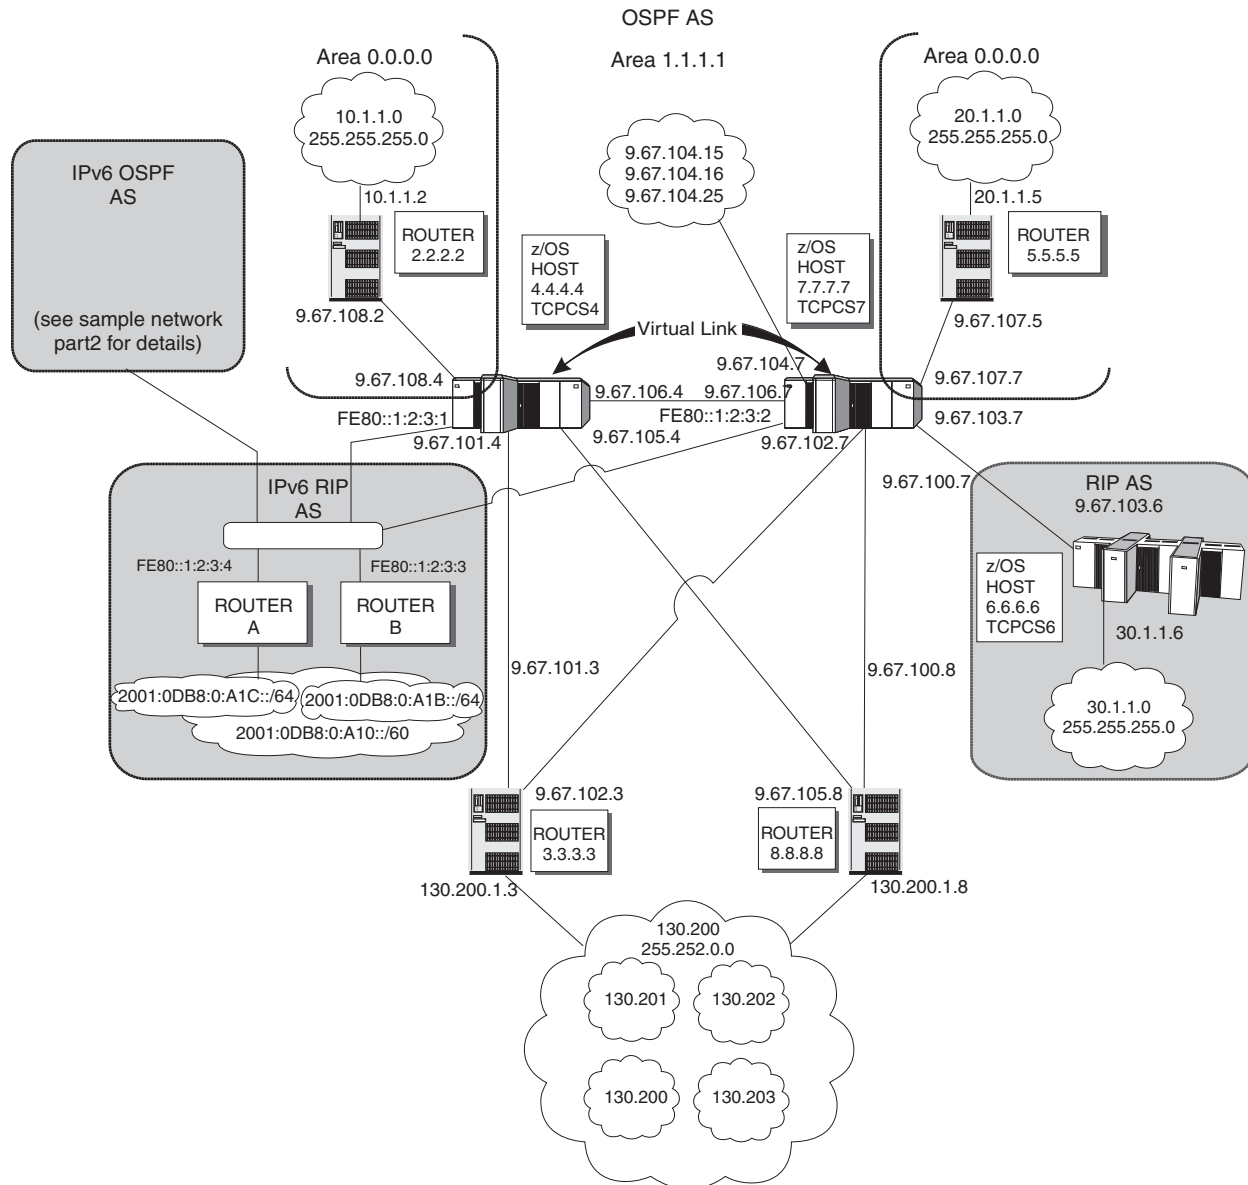 OSPF AS
Area 0.0.0.0
Area 1.1.1.1
Area 0.0.0.0
10.1.1.0
255.255.255.0
20.1.1.0
255.255.255.0
9.67.104.15
9.67.104.16
9.67.104.25
IPv6 OSPF
AS
(see sample network
part2 for details)
10.1.1.2
ROUTER
2.2.2.2
9.67.108.2
z/OS
HOST
4.4.4.4
TCPCS4
z/OS
HOST
7.7.7.7
TCPCS7
20.1.1.5
ROUTER
5.5.5.5
9.67.107.5
Virtual Link
9.67.108.4
9.67.104.7
9.67.107.7
9.67.106.4
9.67.106.7
FE80::1:2:3:1
FE80::1:2:3:2
9.67.103.7
9.67.101.4
9.67.105.4
9.67.102.7
9.67.100.7
IPv6 RIP
AS
FE80::1:2:3:4
FE80::1:2:3:3
ROUTER
A
ROUTER
B
2001:0DB8:0:A1C::/64
2001:0DB8:0:A1B::/64
2001:0DB8:0:A10::/60
RIP AS
9.67.103.6
z/OS
HOST
6.6.6.6
TCPCS6
30.1.1.6
30.1.1.0
255.255.255.0
9.67.101.3
9.67.100.8
9.67.102.3
9.67.105.8
ROUTER
3.3.3.3
ROUTER
8.8.8.8
130.200.1.3
130.200.1.8
130.200
255.252.0.0
130.201
130.202
130.200
130.203